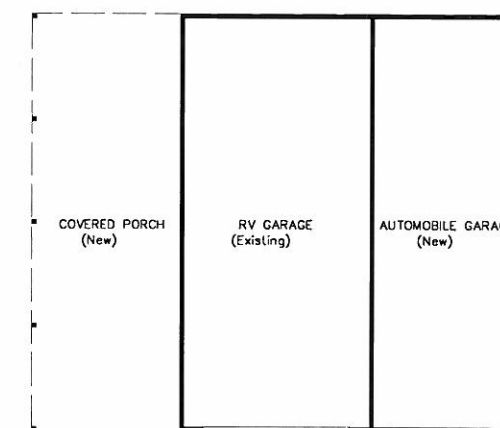 COVERED PORCH
(New)
RV GARAGE
(Existing)
AUTOMOBILE GARAG
(New)